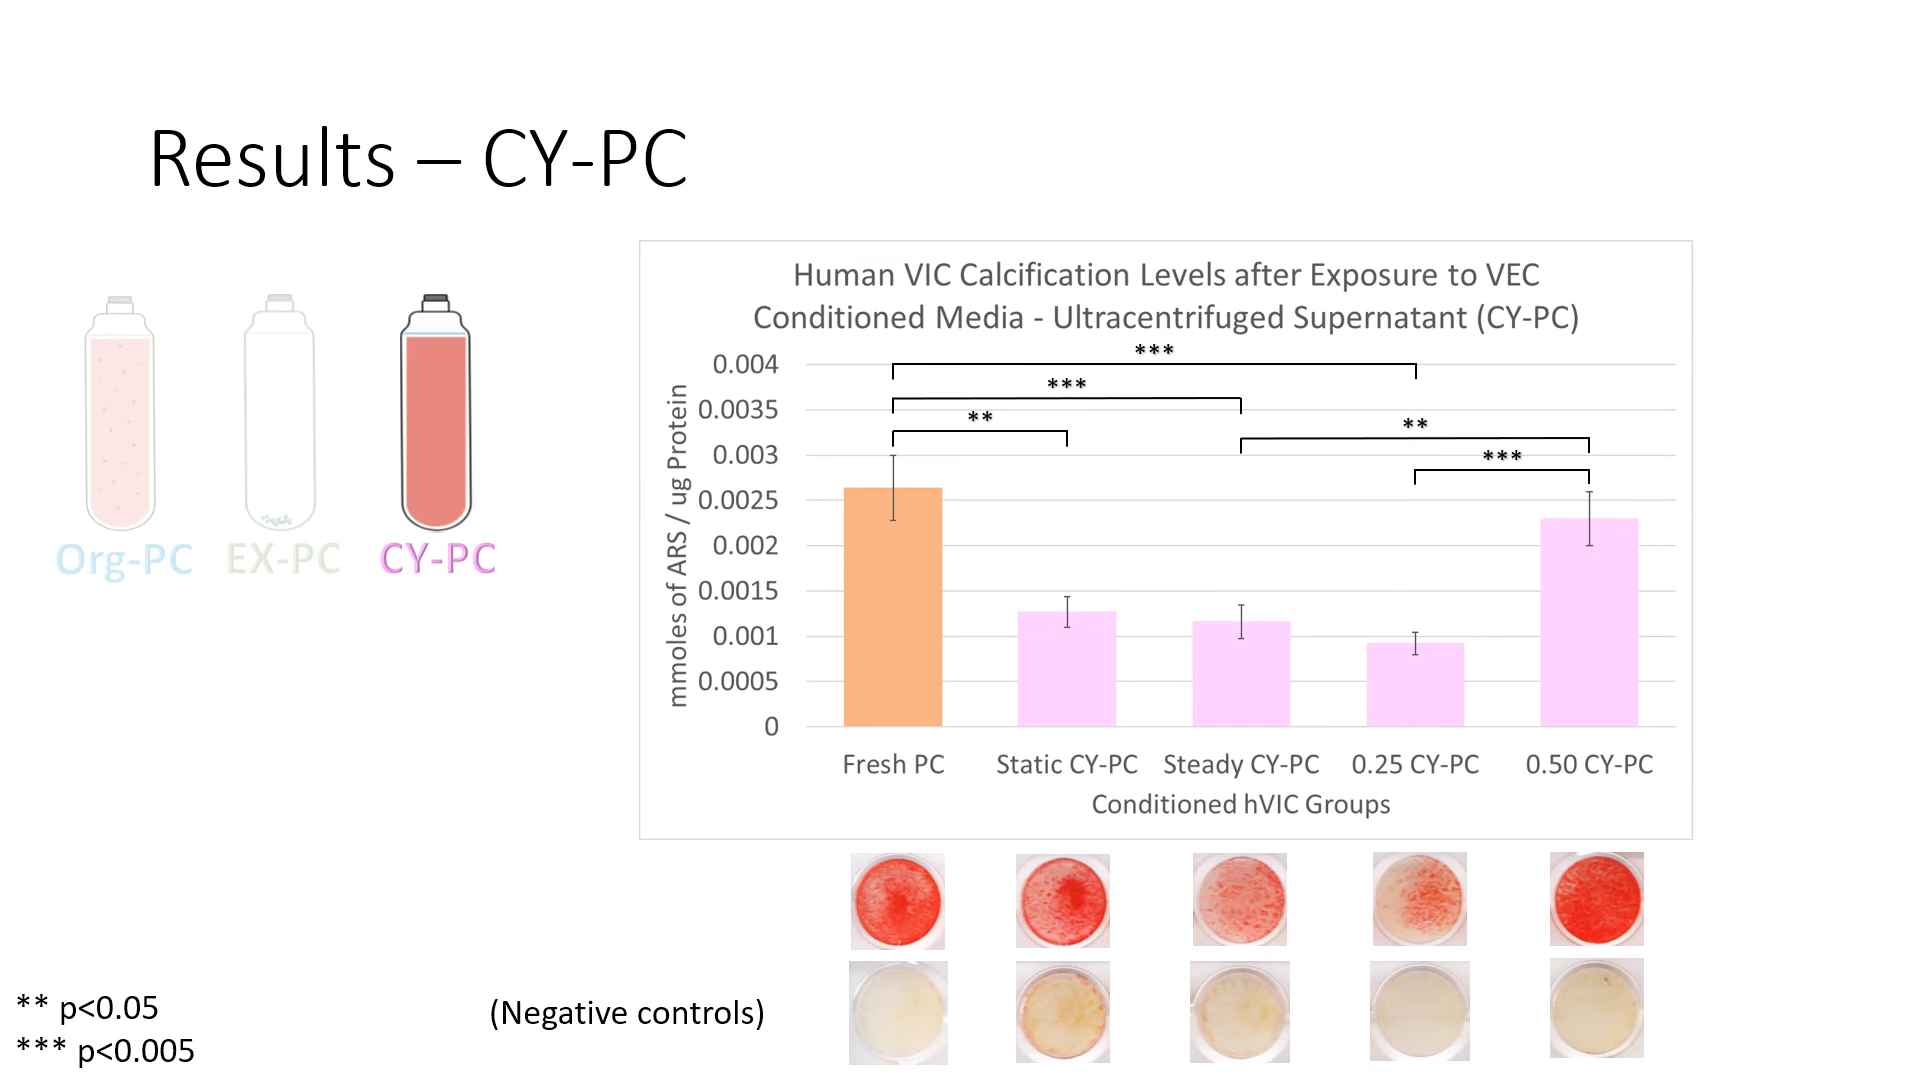 Results – CY-PC
Org-PC
EX-PC
CY-PC
Human VIC Calcification Levels after Exposure to VEC
Conditioned Media - Ultracentrifuged Supernatant (CY-PC)
mmoles of ARS / ug Protein
0.004
0.0035
0.003
0.0025
0.002
0.0015
0.001
0.0005
0
***
***
**
**
***
Fresh PC
Static CY-PC
Steady CY-PC
0.25 CY-PC
0.50 CY-PC
Conditioned hVIC Groups
(Negative controls)
** p<0.05
*** p<0.005